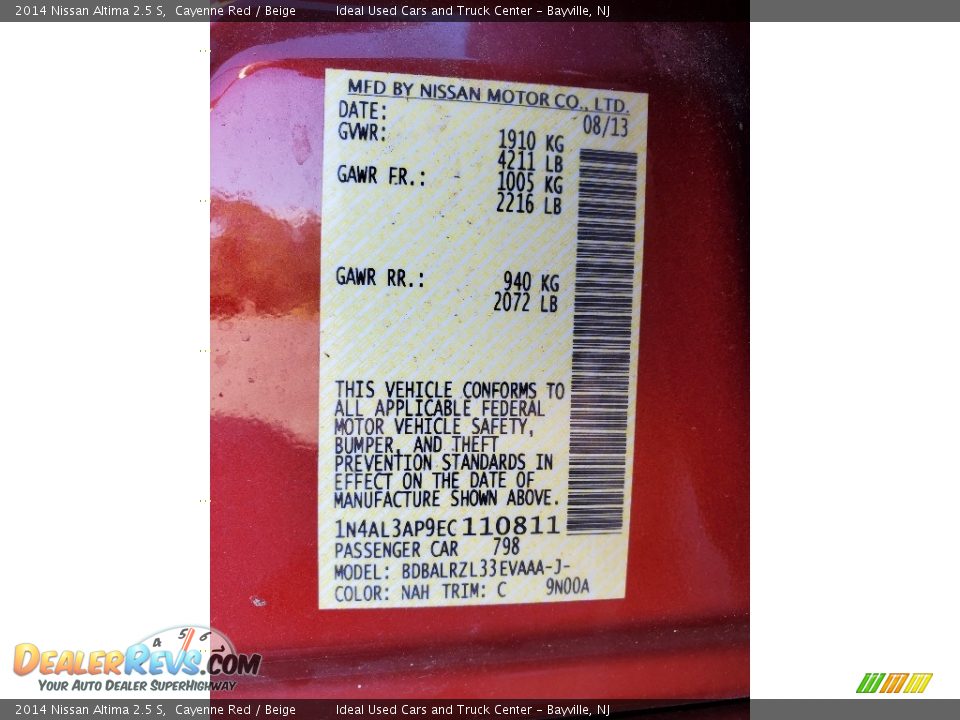 2014 Nissan Altima 2.5 S, Cayenne Red / Beige Ideal Used Cars and Truck Center - Bayville, NJ
MFD BY NISSAN MOTOR CO., LTD.
DATE: 08/13
GVWR: 1910 KG
4211 LB
GAWR FR.: 1005 KG
2216 LB
GAWR RR.: 940 KG
2072 LB
THIS VEHICLE CONFORMS TO
ALL APPLICABLE FEDERAL
MOTOR VEHICLE SAFETY,
BUMPER, AND THEFT
PREVENTION STANDARDS IN
EFFECT ON THE DATE OF
MANUFACTURE SHOWN ABOVE.
1N4AL3AP9EC110811
PASSENGER CAR 798
MODEL: BDBALRZL33EVAAA-J-
COLOR: NAH TRIM: C 9N00A
4 5 6
DEALERREVS.COM
YOUR AUTO DEALER SUPERHIGHWAY
2014 Nissan Altima 2.5 S, Cayenne Red / Beige Ideal Used Cars and Truck Center - Bayville, NJ